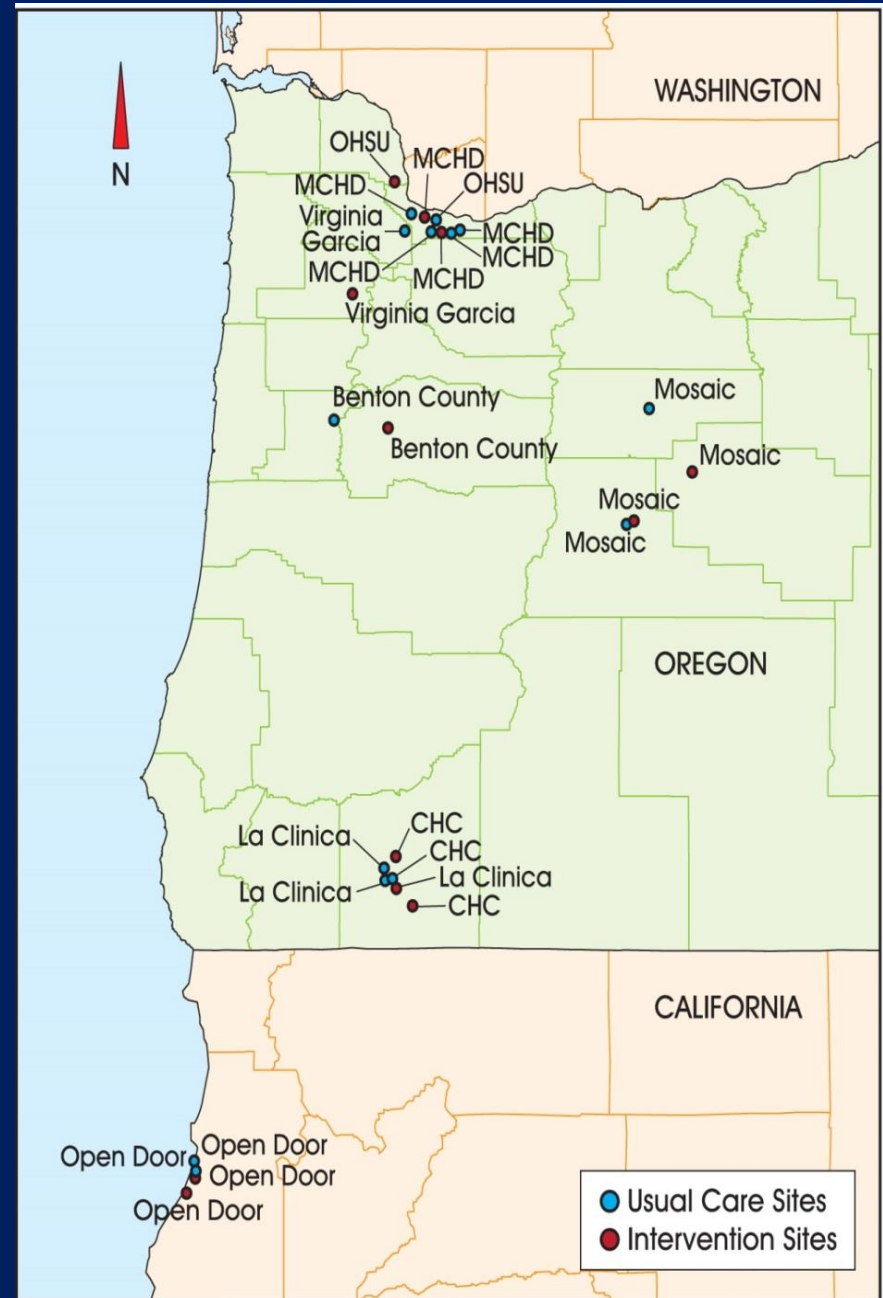 WASHINGTON
N
OHSU
MCHD
MCHD
OHSU
Virginia
Garcia
MCHD
MCHD
MCHD
MCHD
Virginia Garcia
Benton County
Mosaic
Benton County
Mosaic
Mosaic
Mosaic
OREGON
CHC
La Clinica
CHC
La Clinica
La Clinica
CHC
CALIFORNIA
Open Door
Open Door
Open Door
Open Door
Usual Care Sites
Intervention Sites